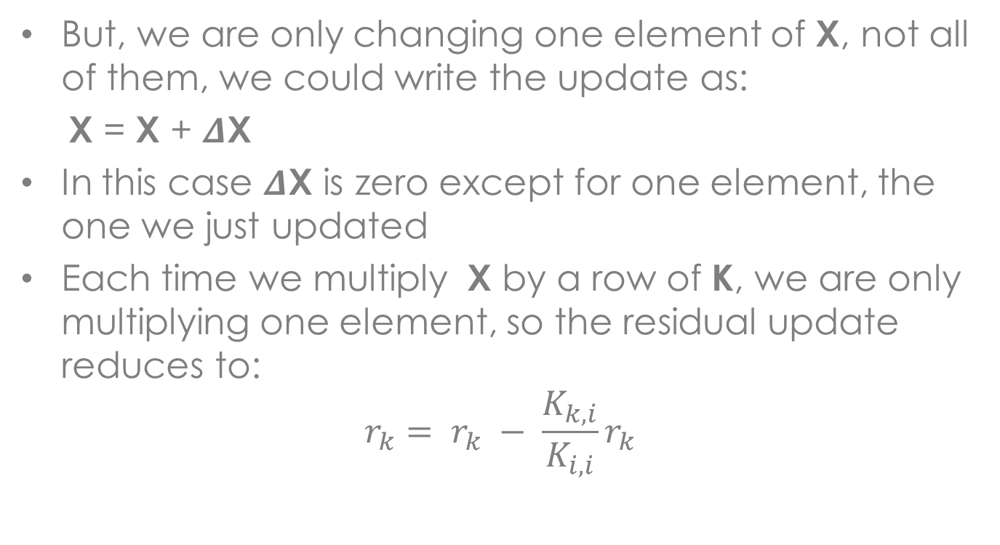 • But, we are only changing one element of X, not all
of them, we could write the update as:
X = X + ΔX
• In this case ΔX is zero except for one element, the
one we just updated
• Each time we multiply X by a row of K, we are only
multiplying one element, so the residual update
reduces to:
r_k = r_k − K_{k,i}/K_{i,i} r_k